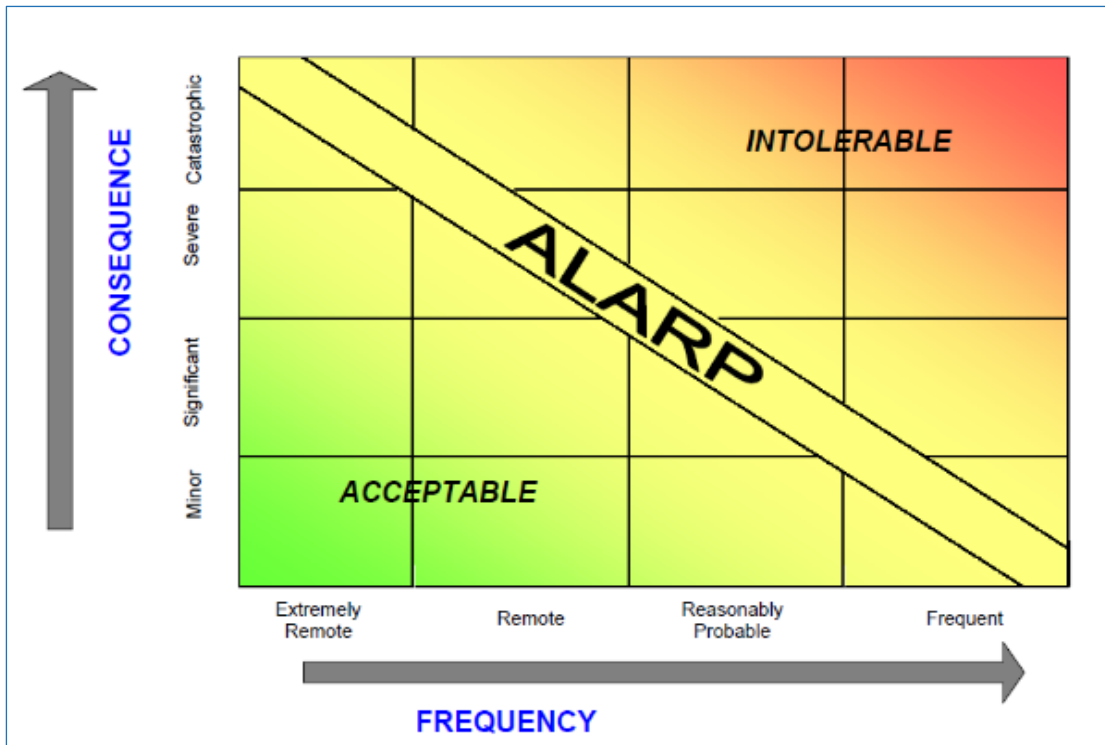 CONSEQUENCE
Catastrophic
Severe
Significant
Minor
INTOLERABLE
ALARP
ACCEPTABLE
Extremely
Remote
Remote
Reasonably
Probable
Frequent
FREQUENCY